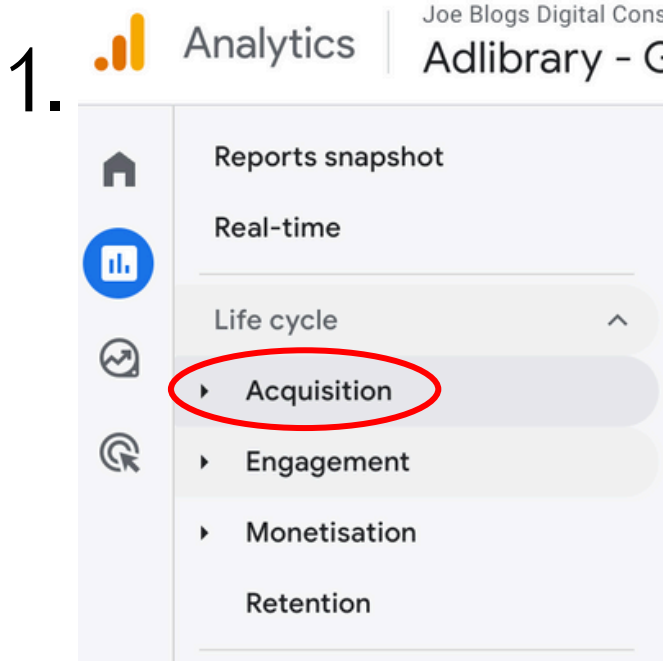 1.
Analytics
Joe Blogs Digital Cons
Adlibrary - G
Reports snapshot
Real-time
Life cycle
Acquisition
Engagement
Monetisation
Retention